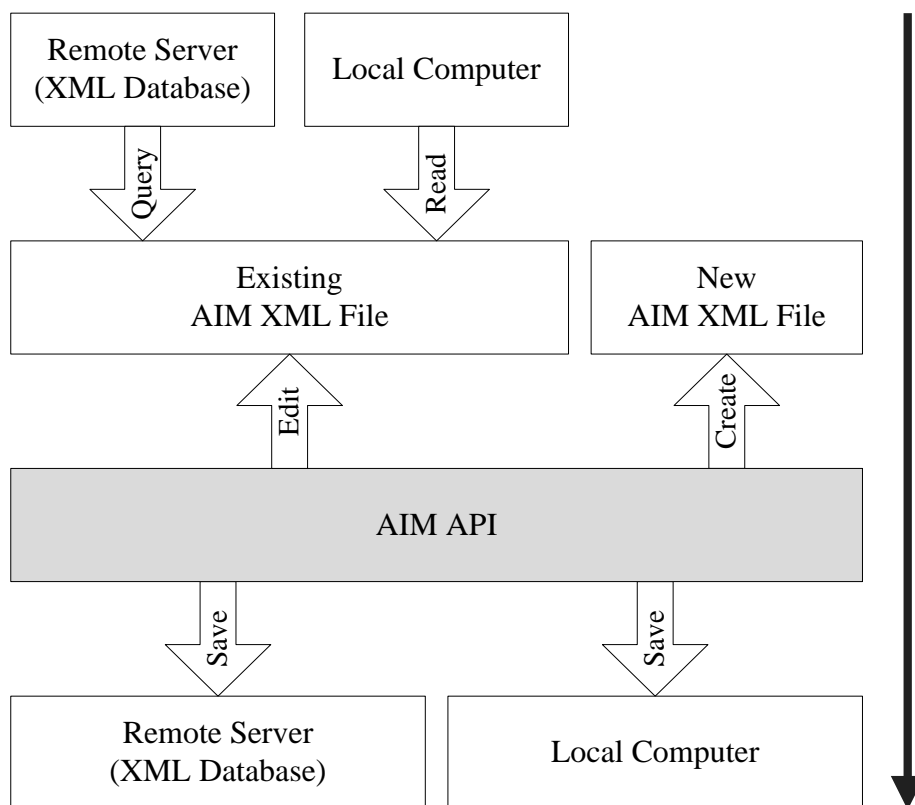 Remote Server
(XML Database)
Local Computer
Query
Read
Existing
AIM XML File
New
AIM XML File
Edit
Create
AIM API
Save
Save
Remote Server
(XML Database)
Local Computer